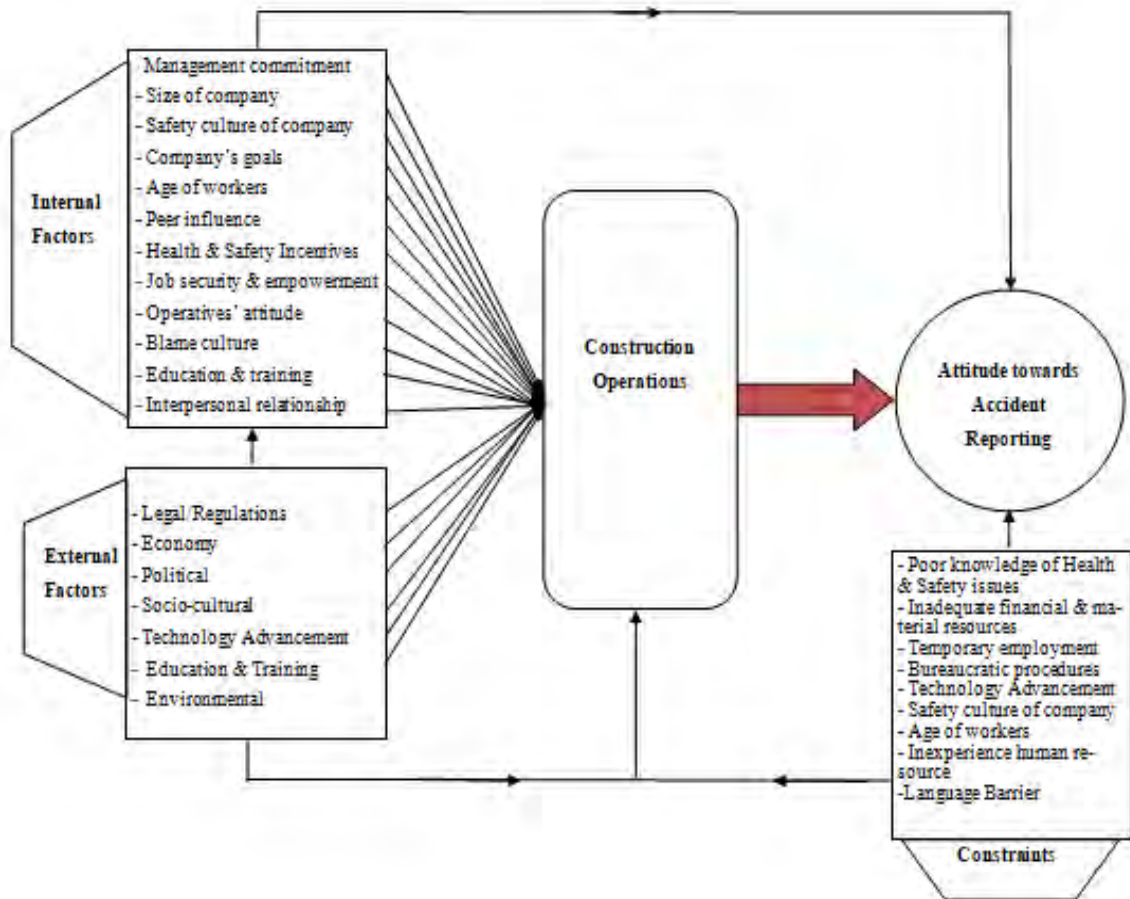 Internal
Factors
Management commitment
- Size of company
- Safety culture of company
- Company's goals
- Age of workers
- Peer influence
- Health & Safety Incentives
- Job security & empowerment
- Operatives' attitude
- Blame culture
- Education & training
- Interpersonal relationship
External
Factors
- Legal/Regulations
- Economy
- Political
- Socio-cultural
- Technology Advancement
- Education & Training
- Environmental
Construction
Operations
Attitude towards
Accident
Reporting
- Poor knowledge of Health
& Safety issues
- Inadequate financial & ma-
terial resources
- Temporary employment
- Bureaucratic procedures
- Technology Advancement
- Safety culture of company
- Age of workers
- Inexperience human re-
source
-Language Barrier
Constraints